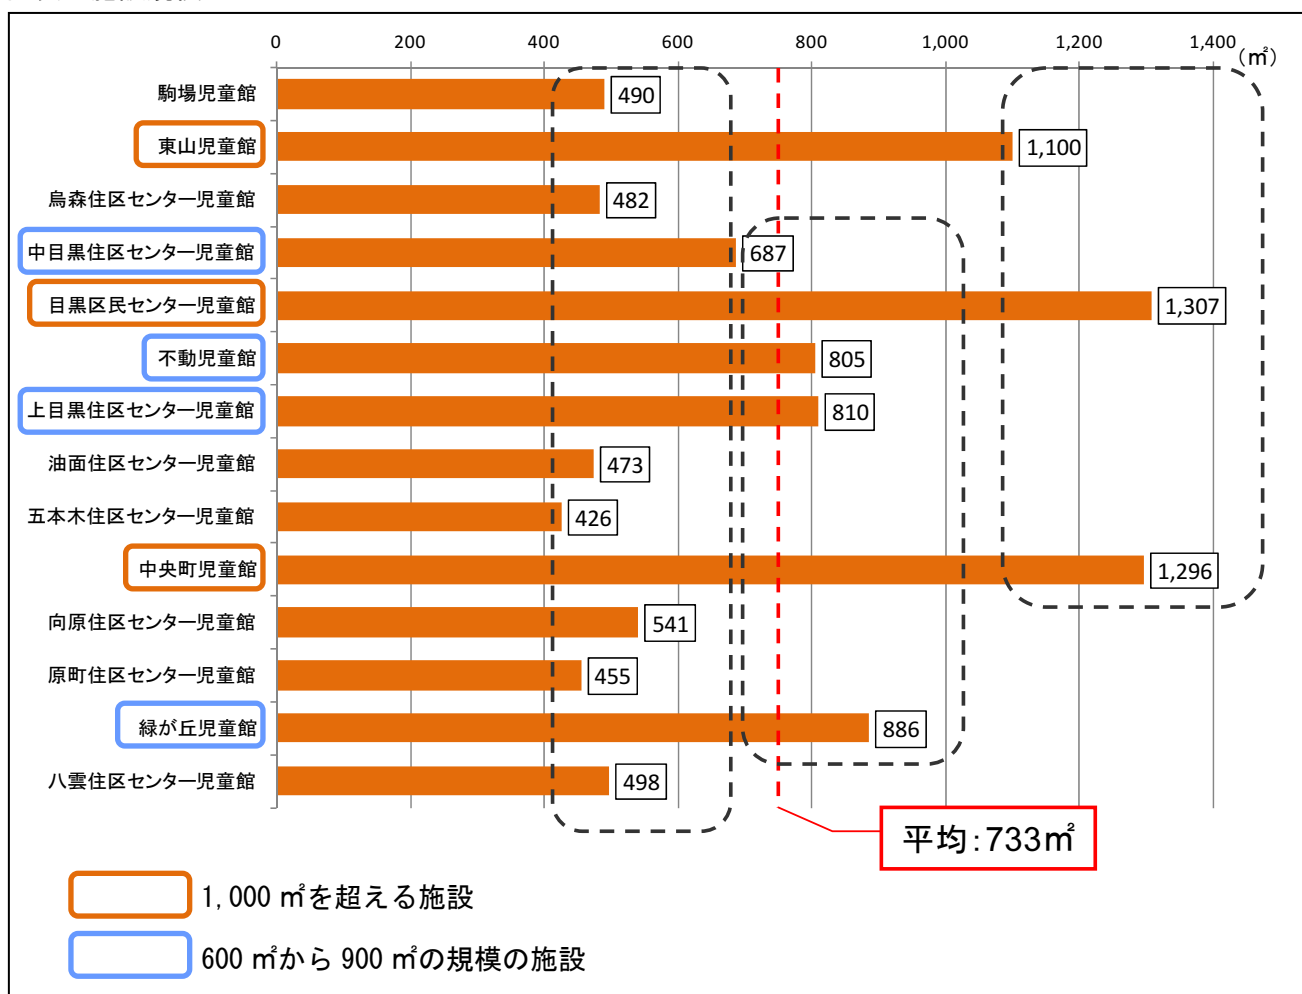 0 200 400 600 800 1,000 1,200 1,400 (㎡)
駒場児童館 490
東山児童館 1,100
烏森住区センター児童館 482
中目黒住区センター児童館 687
目黒区民センター児童館 1,307
不動児童館 805
上目黒住区センター児童館 810
油面住区センター児童館 473
五本木住区センター児童館 426
中央町児童館 1,296
向原住区センター児童館 541
原町住区センター児童館 455
緑が丘児童館 886
八雲住区センター児童館 498
平均:733㎡
1,000 ㎡を超える施設
600 ㎡から 900 ㎡の規模の施設